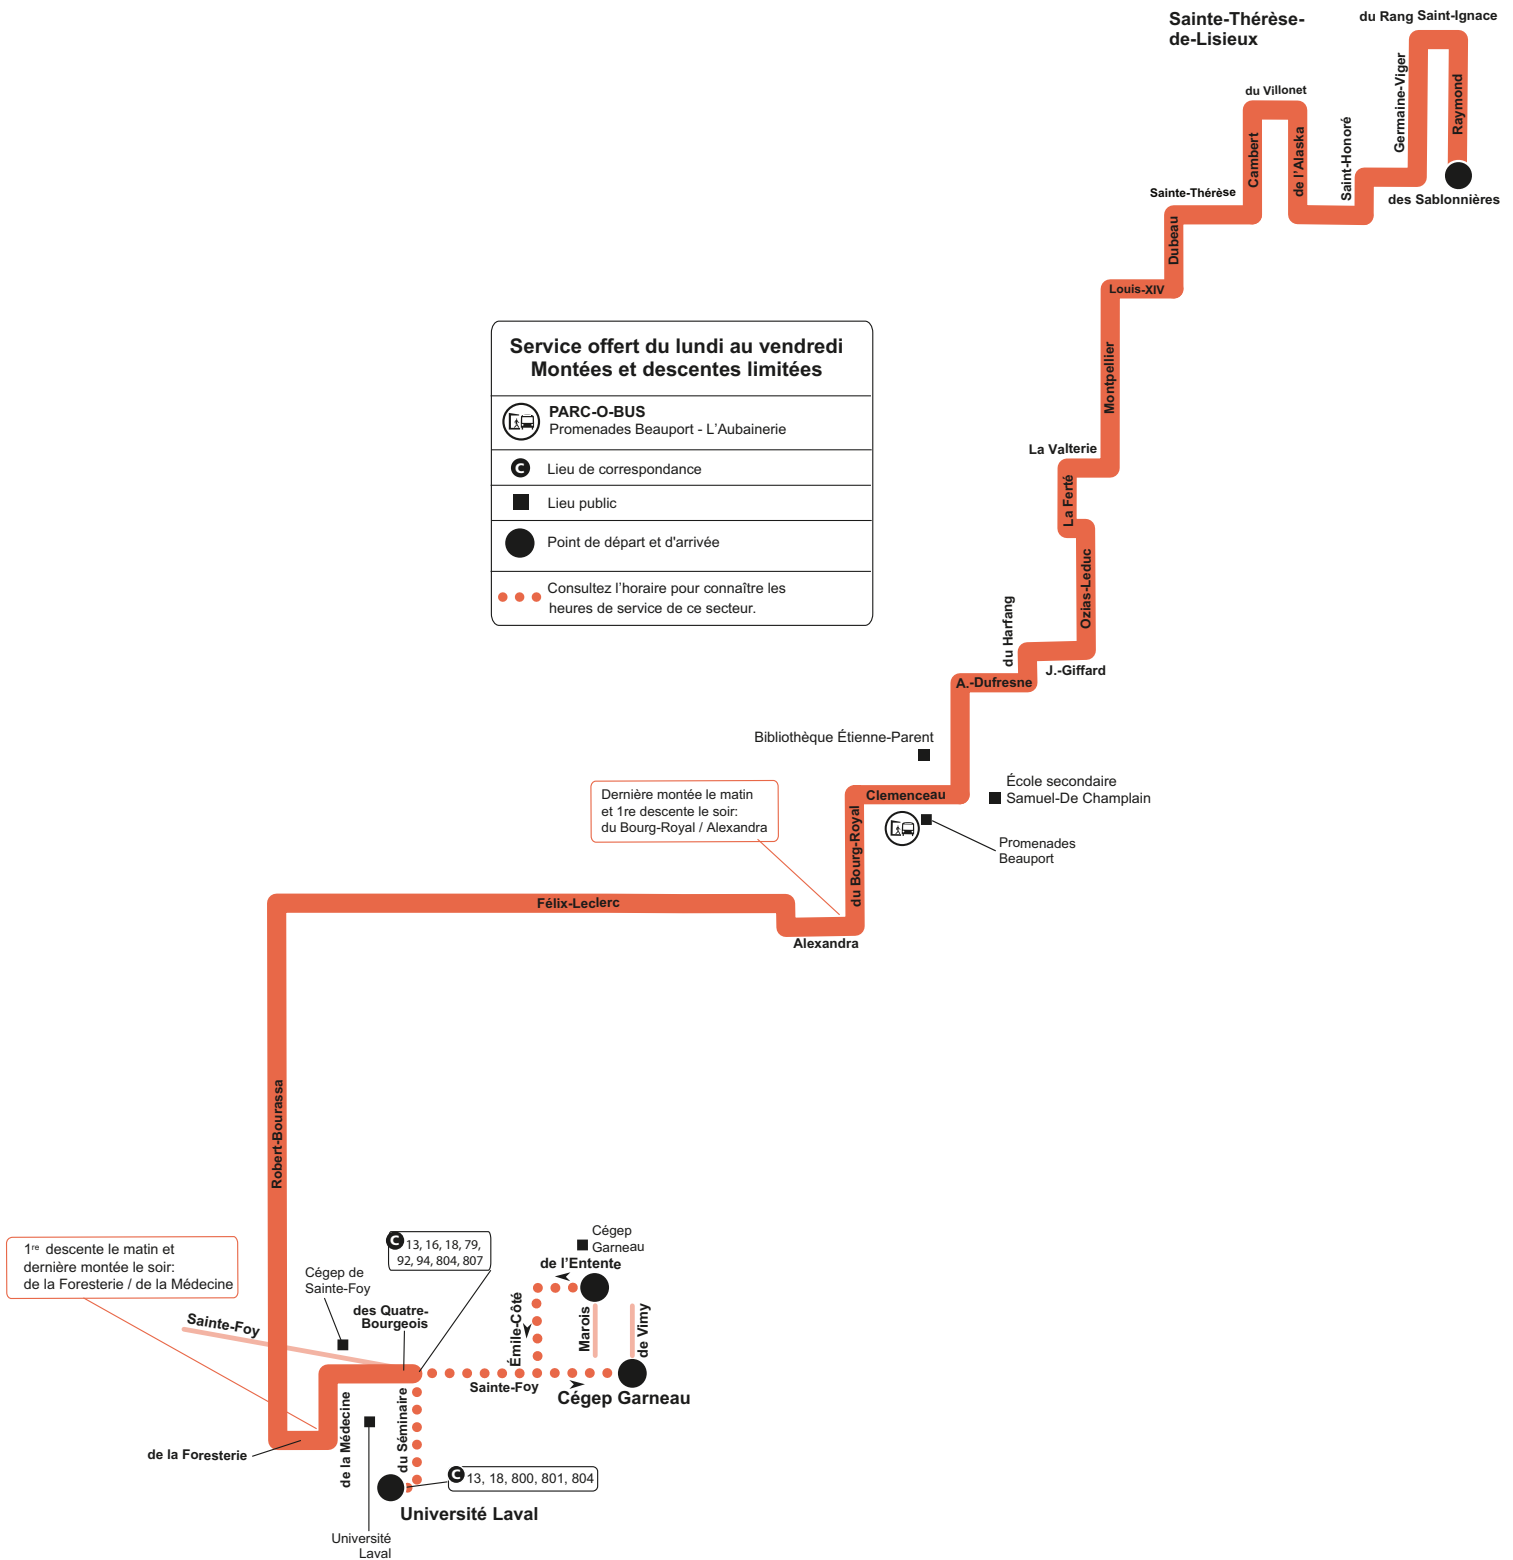 Sainte-Thérèse-
de-Lisieux
du Rang Saint-Ignace
Germaine-Viger
Raymond
du Villonet
Cambert
de l'Alaska
Saint-Honoré
des Sablonnières
Sainte-Thérèse
Dubeau
Louis-XIV
Montpellier
La Valterie
La Ferté
Ozias-Leduc
du Harfang
J.-Giffard
A.-Dufresne
Service offert du lundi au vendredi
Montées et descentes limitées
PARC-O-BUS
Promenades Beauport - L'Aubainerie
C Lieu de correspondance
Lieu public
Point de départ et d'arrivée
Consultez l'horaire pour connaître les
heures de service de ce secteur.
Bibliothèque Étienne-Parent
École secondaire
Samuel-De Champlain
Clemenceau
Promenades
Beauport
Dernière montée le matin
et 1re descente le soir:
du Bourg-Royal / Alexandra
du Bourg-Royal
Félix-Leclerc
Alexandra
Robert-Bourassa
1re descente le matin et
dernière montée le soir:
de la Foresterie / de la Médecine
C 13, 16, 18, 79,
92, 94, 804, 807
Cégep
Garneau
de l'Entente
Cégep de
Sainte-Foy
des Quatre-
Bourgeois
Sainte-Foy
Émile-Côté
Marois
de Vimy
Sainte-Foy
Cégep Garneau
de la Foresterie
de la Médecine
du Séminaire
C 13, 18, 800, 801, 804
Université Laval
Université
Laval